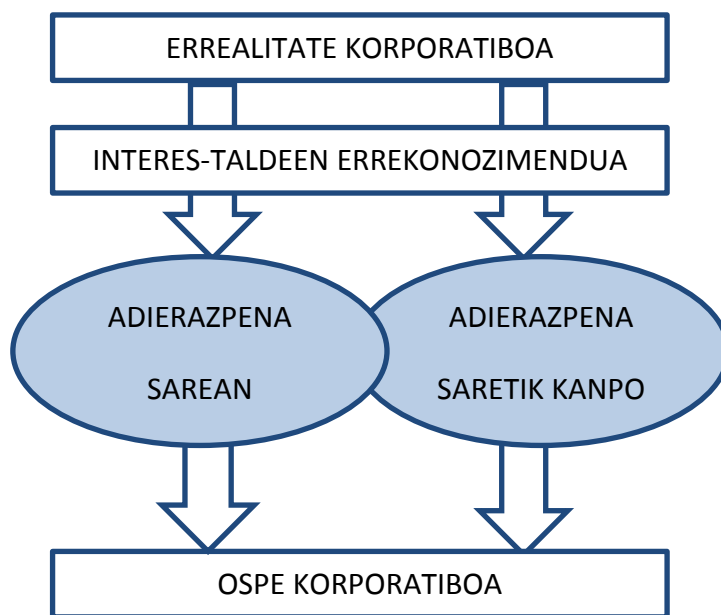 ERREALITATE KORPORATIBOA
INTERES-TALDEEN ERREKONOZIMENDUA
ADIERAZPENA
SAREAN
ADIERAZPENA
SARETIK KANPO
OSPE KORPORATIBOA